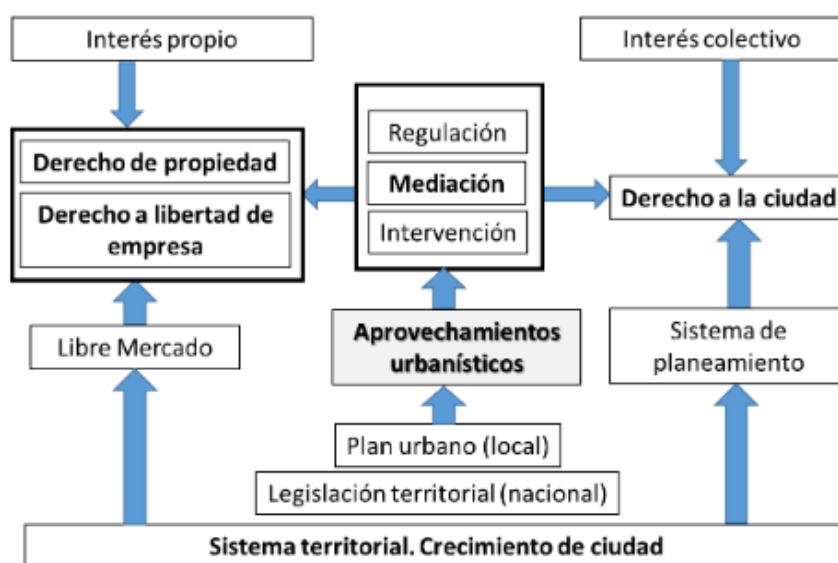 Interés propio
Interés colectivo
Regulación
Mediación
Intervención
Derecho de propiedad
Derecho a libertad de
empresa
Derecho a la ciudad
Libre Mercado
Aprovechamientos
urbanísticos
Sistema de
planeamiento
Plan urbano (local)
Legislación territorial (nacional)
Sistema territorial. Crecimiento de ciudad